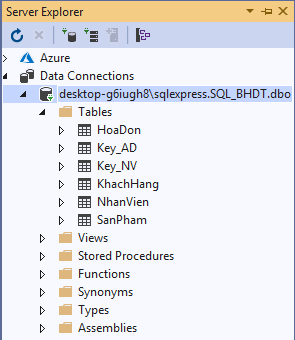 Server Explorer
Azure
Data Connections
desktop-g6iugh8\sqlexpress.SQL_BHDT.dbo
Tables
HoaDon
Key_AD
Key_NV
KhachHang
NhanVien
SanPham
Views
Stored Procedures
Functions
Synonyms
Types
Assemblies